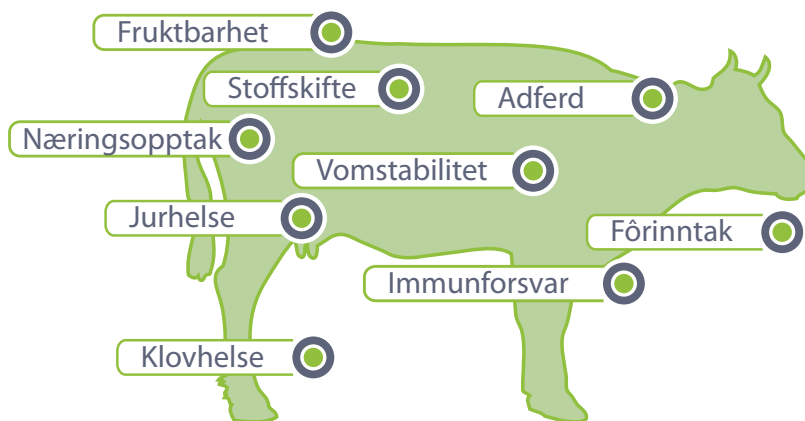 Fruktbarhet
Stoffskifte
Adferd
Næringsopptak
Vomstabilitet
Jurhelse
Fôrinntak
Immunforsvar
Klovhelse